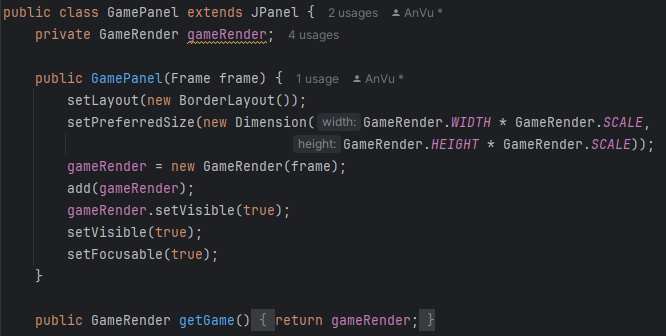 public class GamePanel extends JPanel { 2 usages AnVu *
private GameRender gameRender; 4 usages
public GamePanel(Frame frame) { 1 usage AnVu *
setLayout(new BorderLayout());
setPreferredSize(new Dimension( width: GameRender.WIDTH * GameRender.SCALE,
height: GameRender.HEIGHT * GameRender.SCALE));
gameRender = new GameRender(frame);
add(gameRender);
gameRender.setVisible(true);
setVisible(true);
setFocusable(true);
}
public GameRender getGame() { return gameRender; }